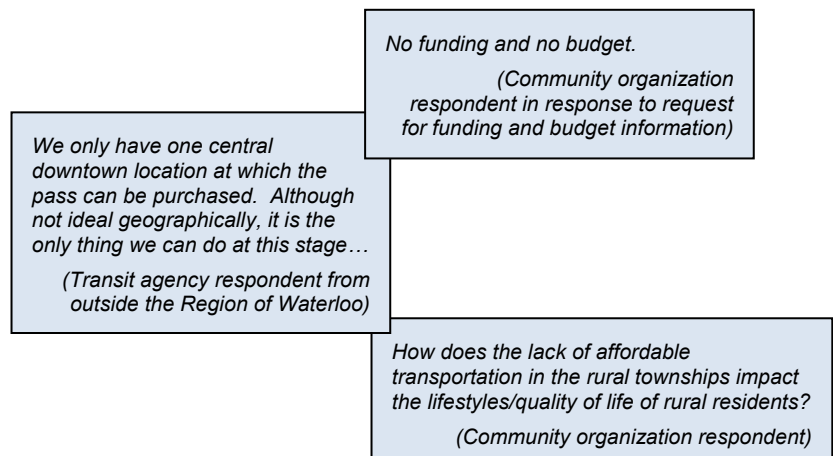 No funding and no budget.
(Community organization
respondent in response to request
for funding and budget information)
We only have one central
downtown location at which the
pass can be purchased.  Although
not ideal geographically, it is the
only thing we can do at this stage…
(Transit agency respondent from
outside the Region of Waterloo)
How does the lack of affordable
transportation in the rural townships impact
the lifestyles/quality of life of rural residents?
(Community organization respondent)